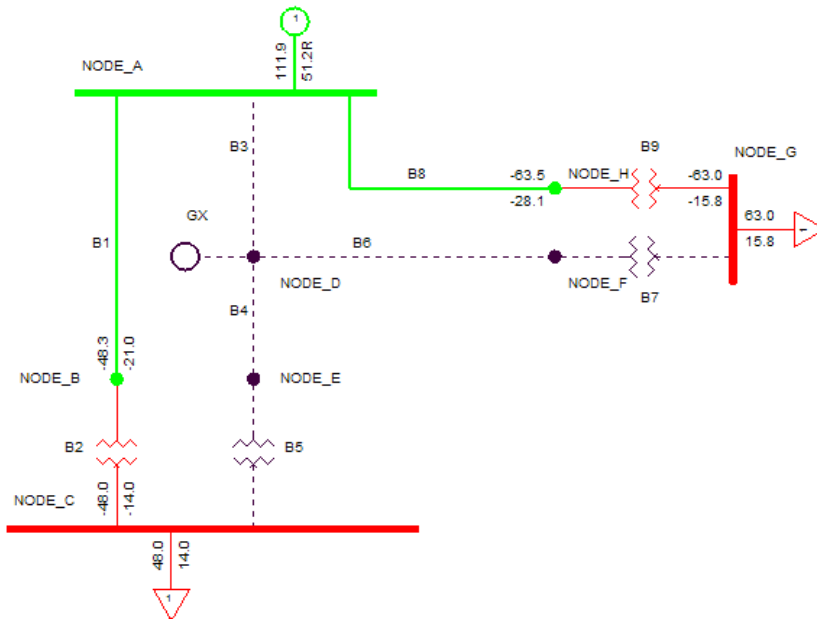 1
111.9
51.2R
NODE_A
B3
B9
NODE_G
B8
-63.5
-28.1
NODE_H
-63.0
-15.8
63.0
15.8
1
GX
B1
B6
NODE_D
NODE_F
B7
B4
-48.3
-21.0
NODE_B
NODE_E
B2
B5
NODE_C
-48.0
-14.0
48.0
14.0
1